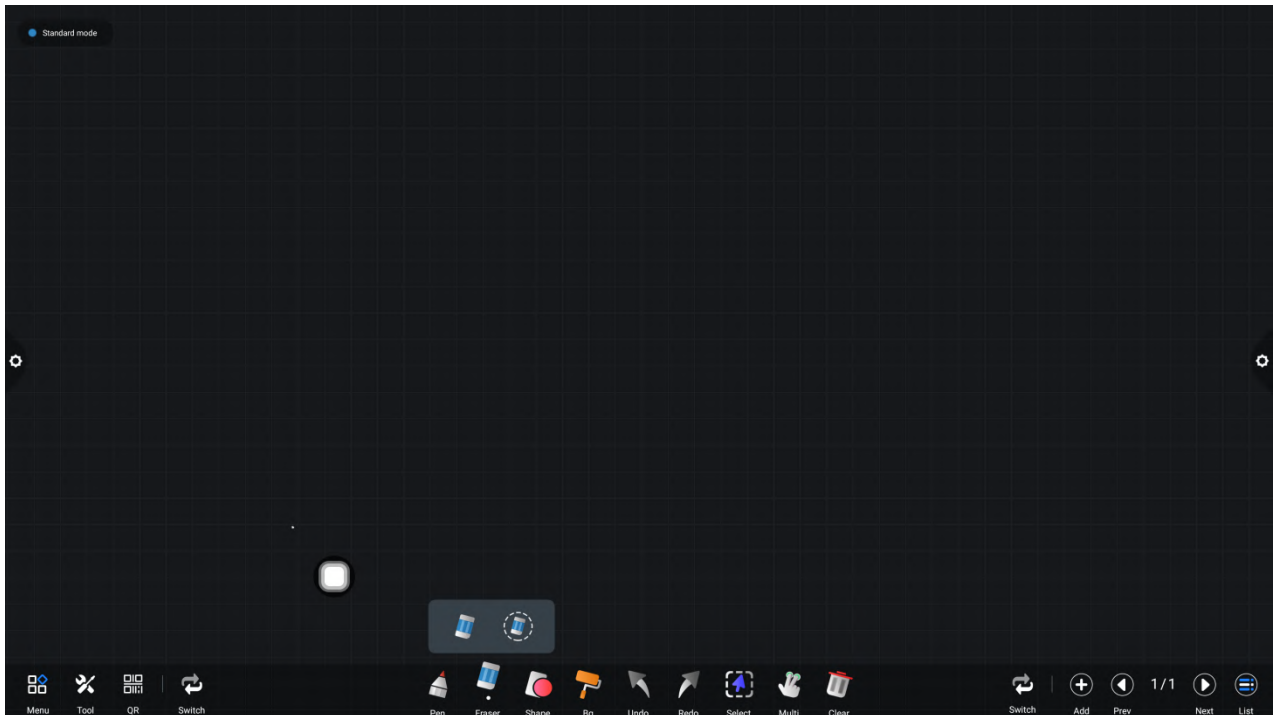 Standard mode
1/1
Menu Tool QR Switch Pen Eraser Shape Bg Undo Redo Select Multi Clear Switch Add Prev Next List